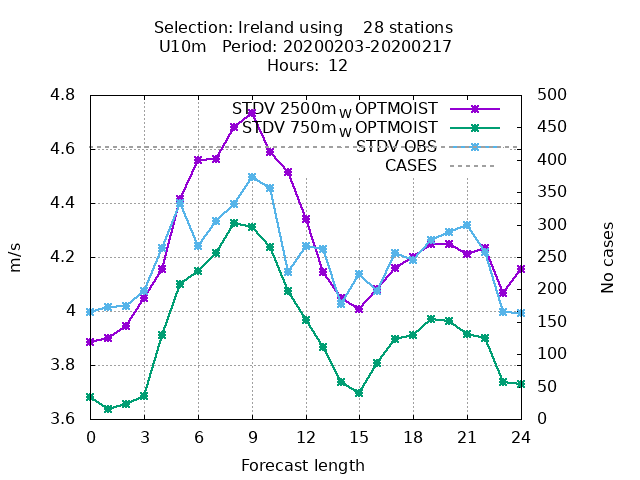 Selection: Ireland using    28 stations
U10m   Period: 20200203-20200217
Hours:  12
STDV 2500m_W OPTMOIST
STDV 750m_W OPTMOIST
STDV OBS
CASES
4.8
4.6
4.4
4.2
4
3.8
3.6
m/s
500
450
400
350
300
250
200
150
100
50
0
No cases
0 3 6 9 12 15 18 21 24
Forecast length